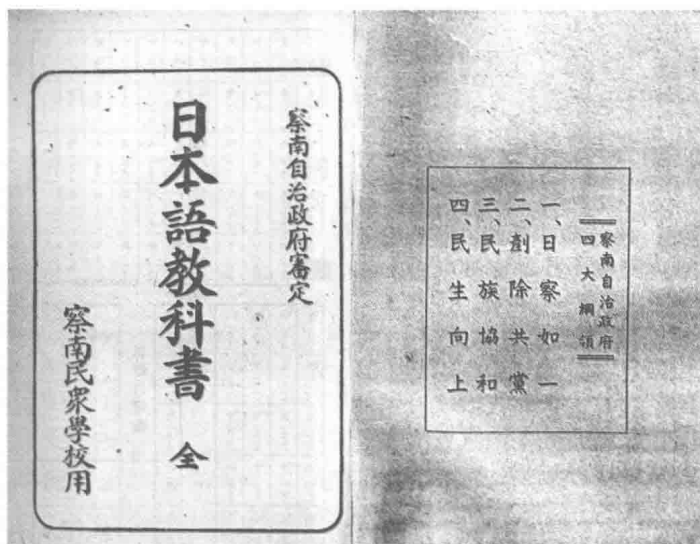 察南自治政府
四大綱領
一、日察如一
二、剷除共黨
三、民族協和
四、民生向上
察南自治政府審定
日本語教科書 全
察南民眾學校用